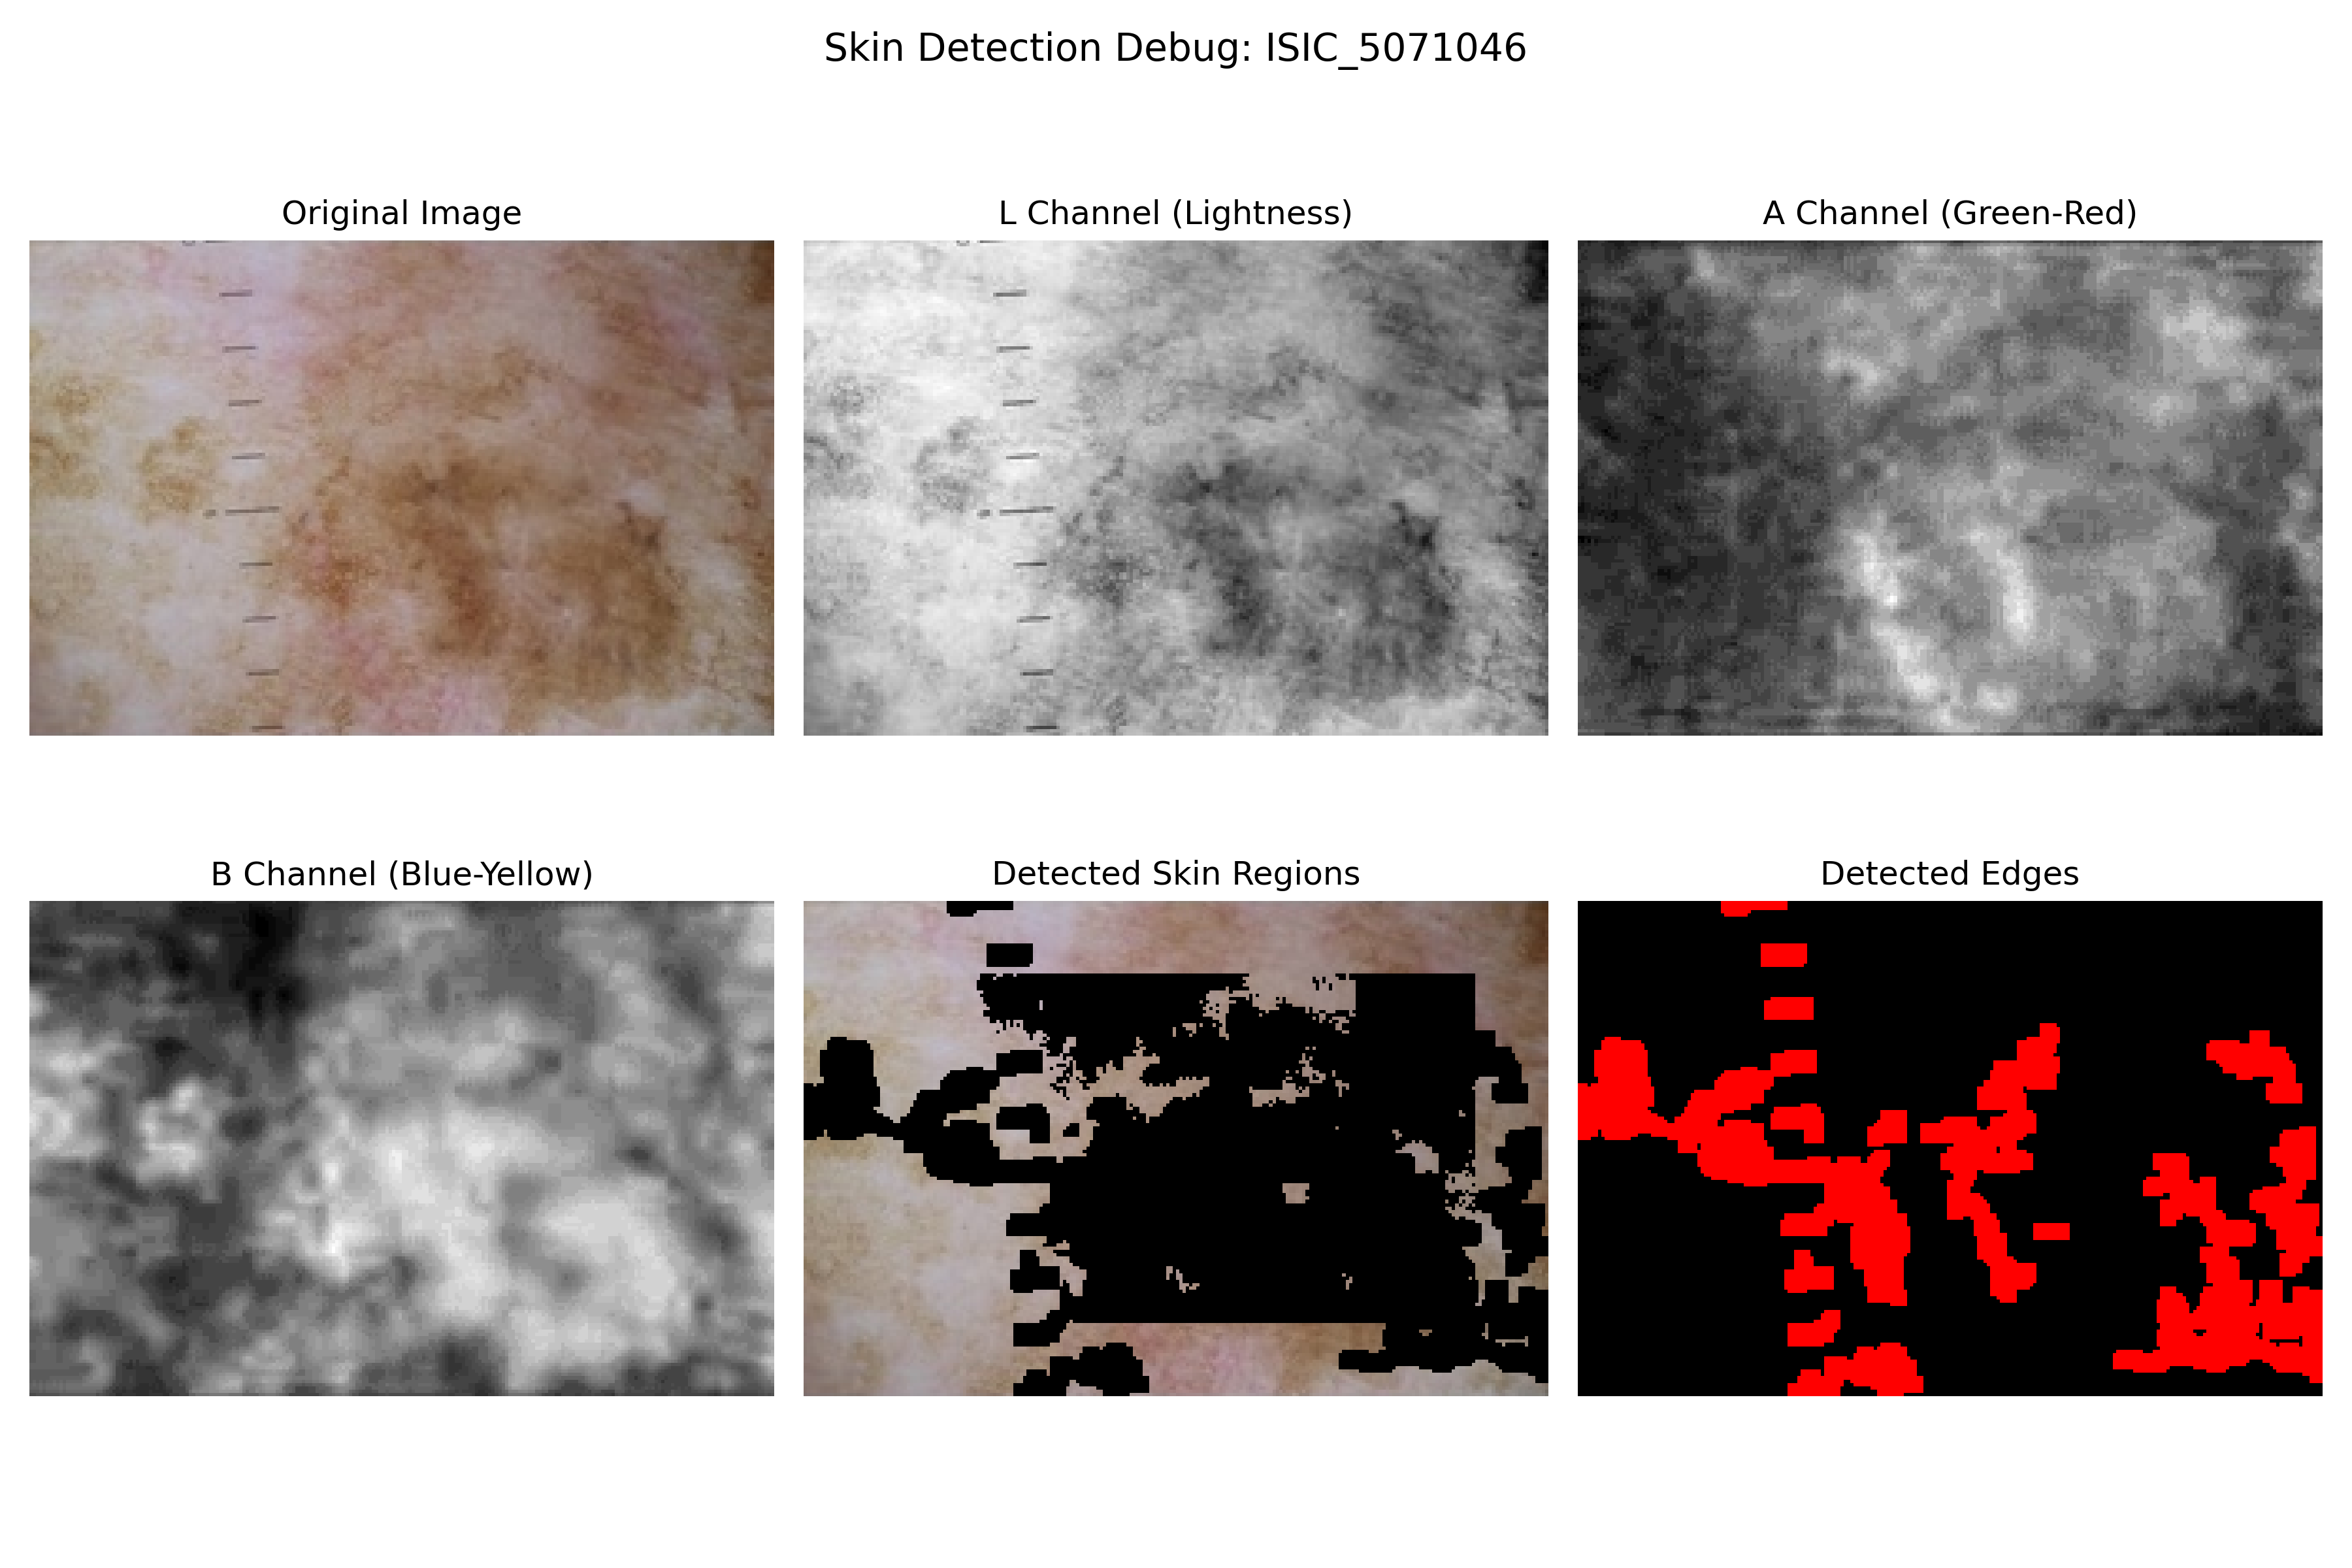 Skin Detection Debug: ISIC_5071046
Original Image
L Channel (Lightness)
A Channel (Green-Red)
B Channel (Blue-Yellow)
Detected Skin Regions
Detected Edges